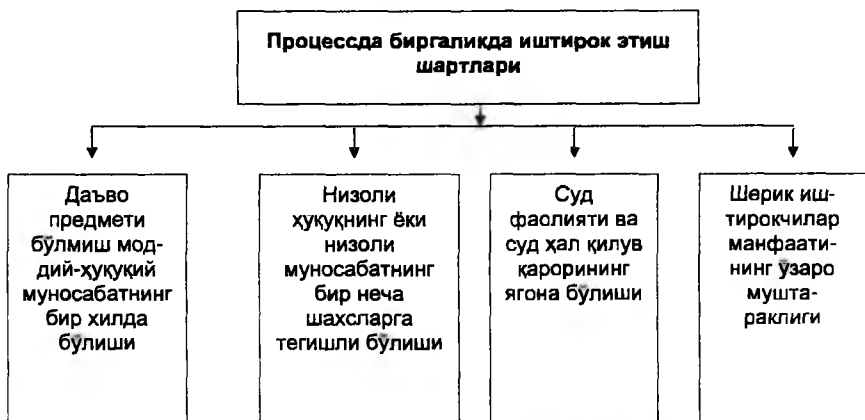 Процессда биргаликда иштирок этиш
шартлари
Даъво
предмети
бўлмиш мод-
дий-ҳуқуқий
муносабатнинг
бир хилда
бўлиши
Низоли
ҳуқуқнинг ёки
низоли
муносабатнинг
бир неча
шахсларга
тегишли бўлиши
Суд
фаолияти ва
суд ҳал қилув
қарорининг
ягона бўлиши
Шерик иш-
тирокчилар
манфаати-
нинг ўзаро
мушта-
раклиги